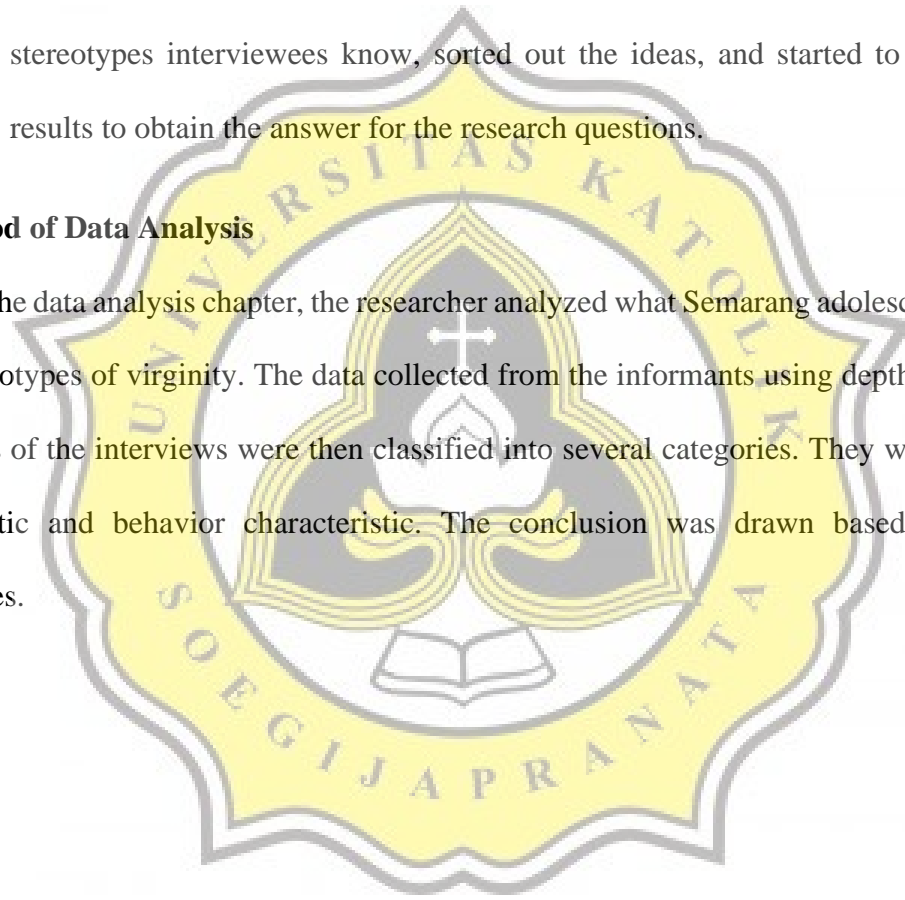 stereotypes interviewees know, sorted out the ideas, and started to
results to obtain the answer for the research questions.
od of Data Analysis
he data analysis chapter, the researcher analyzed what Semarang adolesc
otypes of virginity. The data collected from the informants using depth
of the interviews were then classified into several categories. They w
tic and behavior characteristic. The conclusion was drawn based
es.
UNIVERSITAS KATOLIK
SOEGIJAPRANATA